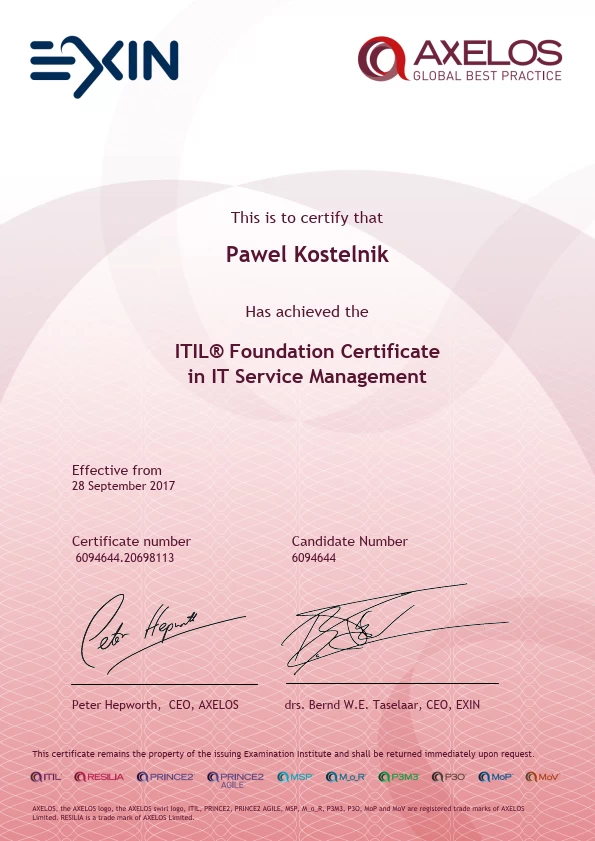 EXIN
AXELOS
GLOBAL BEST PRACTICE
This is to certify that
Pawel Kostelnik
Has achieved the
ITIL® Foundation Certificate
in IT Service Management
Effective from
28 September 2017
Certificate number
6094644.20698113
Candidate Number
6094644
Peter Hepworth
Peter Hepworth, CEO, AXELOS
drs. Bernd W.E. Taselaar, CEO, EXIN
This certificate remains the property of the issuing Examination Institute and shall be returned immediately upon request.
ITIL® RESILIA PRINCE2® PRINCE2 AGILE® MSP® M_o_R® P3M3® P3O® MoP® MoV®
AXELOS, the AXELOS logo, the AXELOS swirl logo, ITIL, PRINCE2, PRINCE2 AGILE, MSP, M_o_R, P3M3, P3O, MoP and MoV are registered trade marks of AXELOS
Limited. RESILIA is a trade mark of AXELOS Limited.